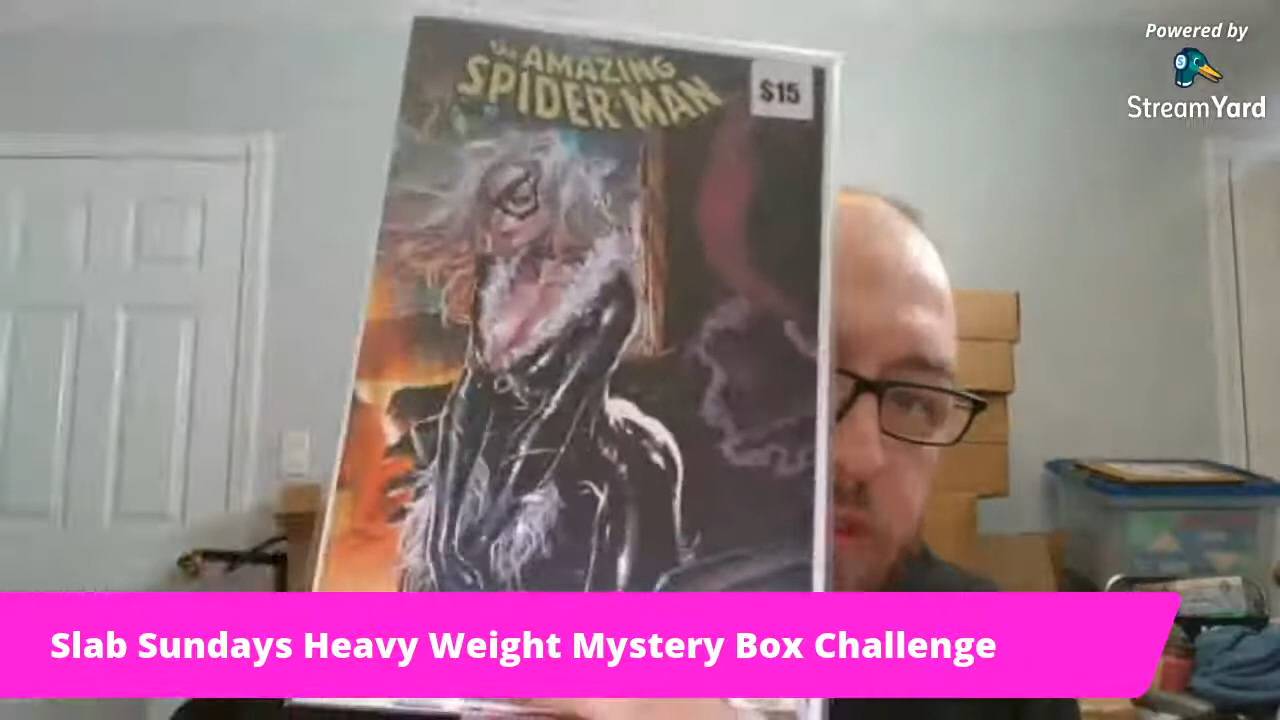 the AMAZING
SPIDER-MAN
$15
Powered by
StreamYard
Slab Sundays Heavy Weight Mystery Box Challenge